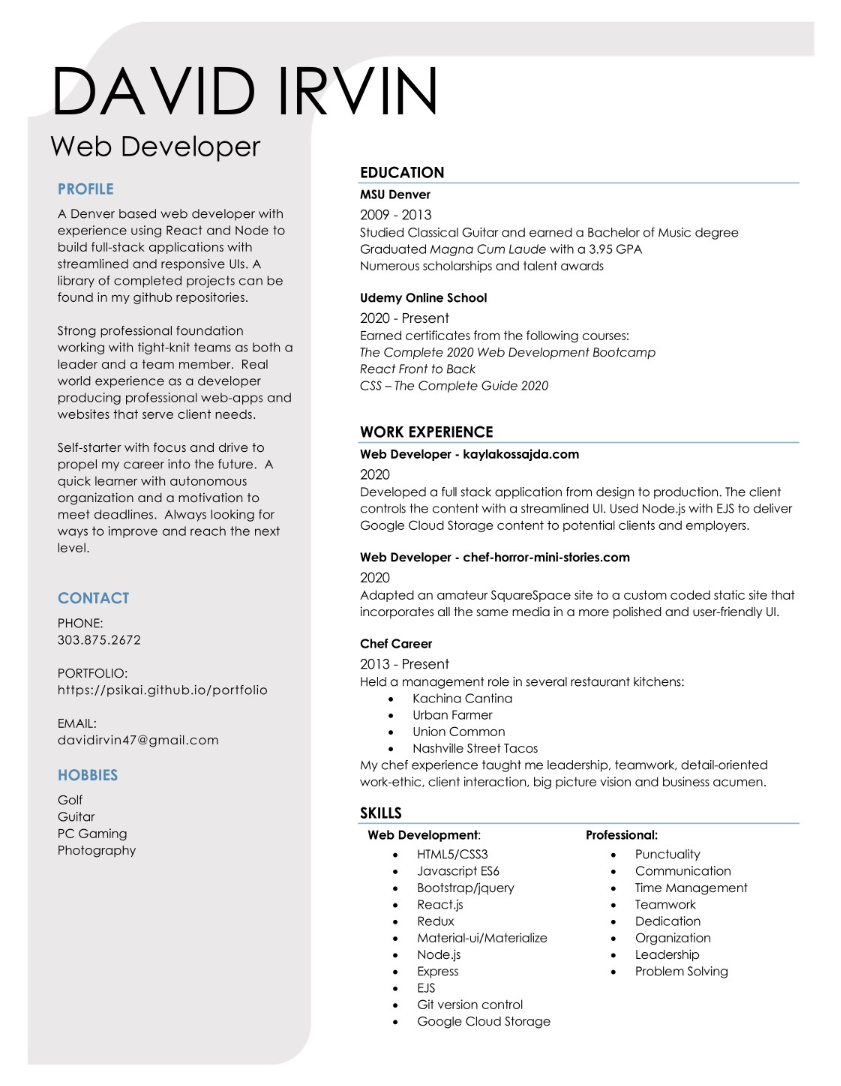 DAVID IRVIN
Web Developer
PROFILE
A Denver based web developer with
experience using React and Node to
build full-stack applications with
streamlined and responsive UIs. A
library of completed projects can be
found in my github repositories.
Strong professional foundation
working with tight-knit teams as both a
leader and a team member.  Real
world experience as a developer
producing professional web-apps and
websites that serve client needs.
Self-starter with focus and drive to
propel my career into the future.  A
quick learner with autonomous
organization and a motivation to
meet deadlines.  Always looking for
ways to improve and reach the next
level.
CONTACT
PHONE:
303.875.2672
PORTFOLIO:
https://psikai.github.io/portfolio
EMAIL:
davidirvin47@gmail.com
HOBBIES
Golf
Guitar
PC Gaming
Photography
EDUCATION
MSU Denver
2009 - 2013
Studied Classical Guitar and earned a Bachelor of Music degree
Graduated Magna Cum Laude with a 3.95 GPA
Numerous scholarships and talent awards
Udemy Online School
2020 - Present
Earned certificates from the following courses:
The Complete 2020 Web Development Bootcamp
React Front to Back
CSS – The Complete Guide 2020
WORK EXPERIENCE
Web Developer - kaylakossajda.com
2020
Developed a full stack application from design to production. The client
controls the content with a streamlined UI. Used Node.js with EJS to deliver
Google Cloud Storage content to potential clients and employers.
Web Developer - chef-horror-mini-stories.com
2020
Adapted an amateur SquareSpace site to a custom coded static site that
incorporates all the same media in a more polished and user-friendly UI.
Chef Career
2013 - Present
Held a management role in several restaurant kitchens:
• Kachina Cantina
• Urban Farmer
• Union Common
• Nashville Street Tacos
My chef experience taught me leadership, teamwork, detail-oriented
work-ethic, client interaction, big picture vision and business acumen.
SKILLS
Web Development:
• HTML5/CSS3
• Javascript ES6
• Bootstrap/jquery
• React.js
• Redux
• Material-ui/Materialize
• Node.js
• Express
• EJS
• Git version control
• Google Cloud Storage
Professional:
• Punctuality
• Communication
• Time Management
• Teamwork
• Dedication
• Organization
• Leadership
• Problem Solving